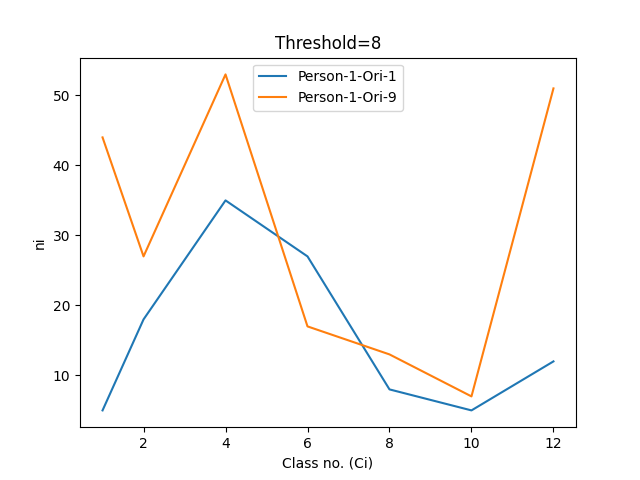 Threshold=8
Person-1-Ori-1
Person-1-Ori-9
50
40
30
20
10
ni
2 4 6 8 10 12
Class no. (Ci)